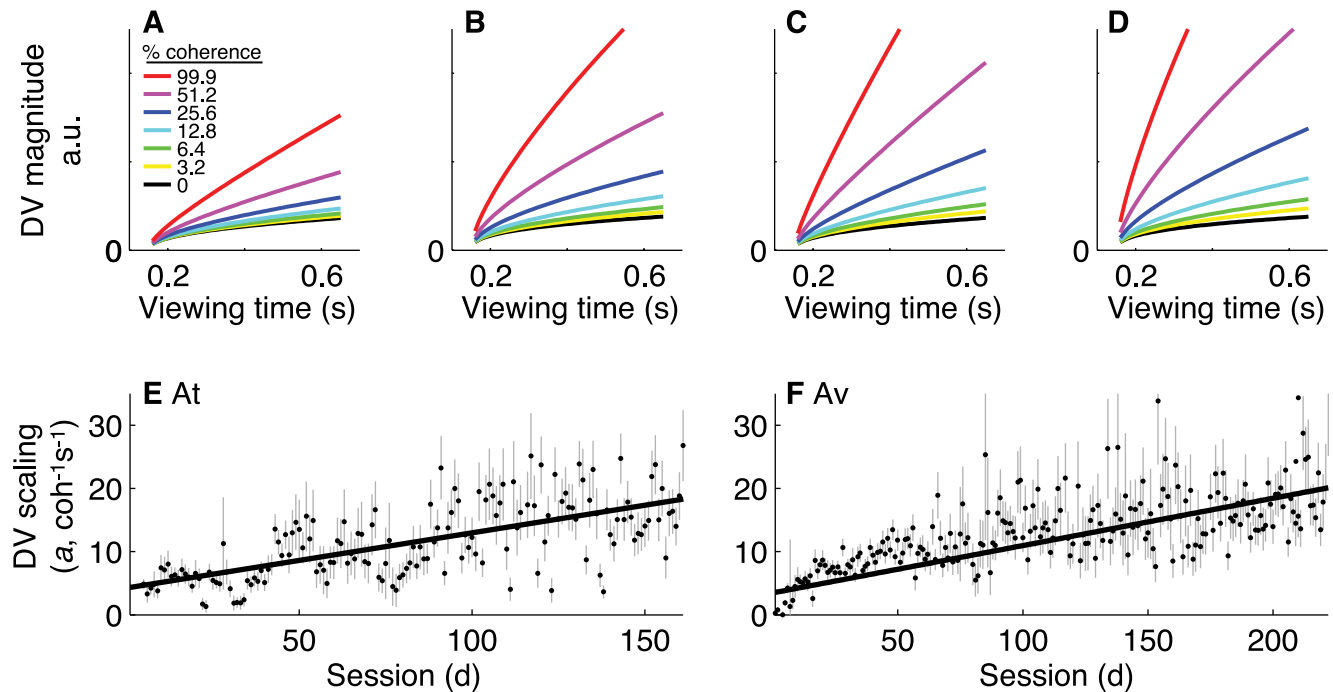 A
B
C
D
% coherence
99.9
51.2
25.6
12.8
6.4
3.2
0
DV magnitude
a.u.
0
0
0
0
0.2 0.6
0.2 0.6
0.2 0.6
0.2 0.6
Viewing time (s)
Viewing time (s)
Viewing time (s)
Viewing time (s)
E At
DV scaling
(a, coh⁻¹s⁻¹)
30
20
10
0
50 100 150
Session (d)
F Av
30
20
10
0
50 100 150 200
Session (d)